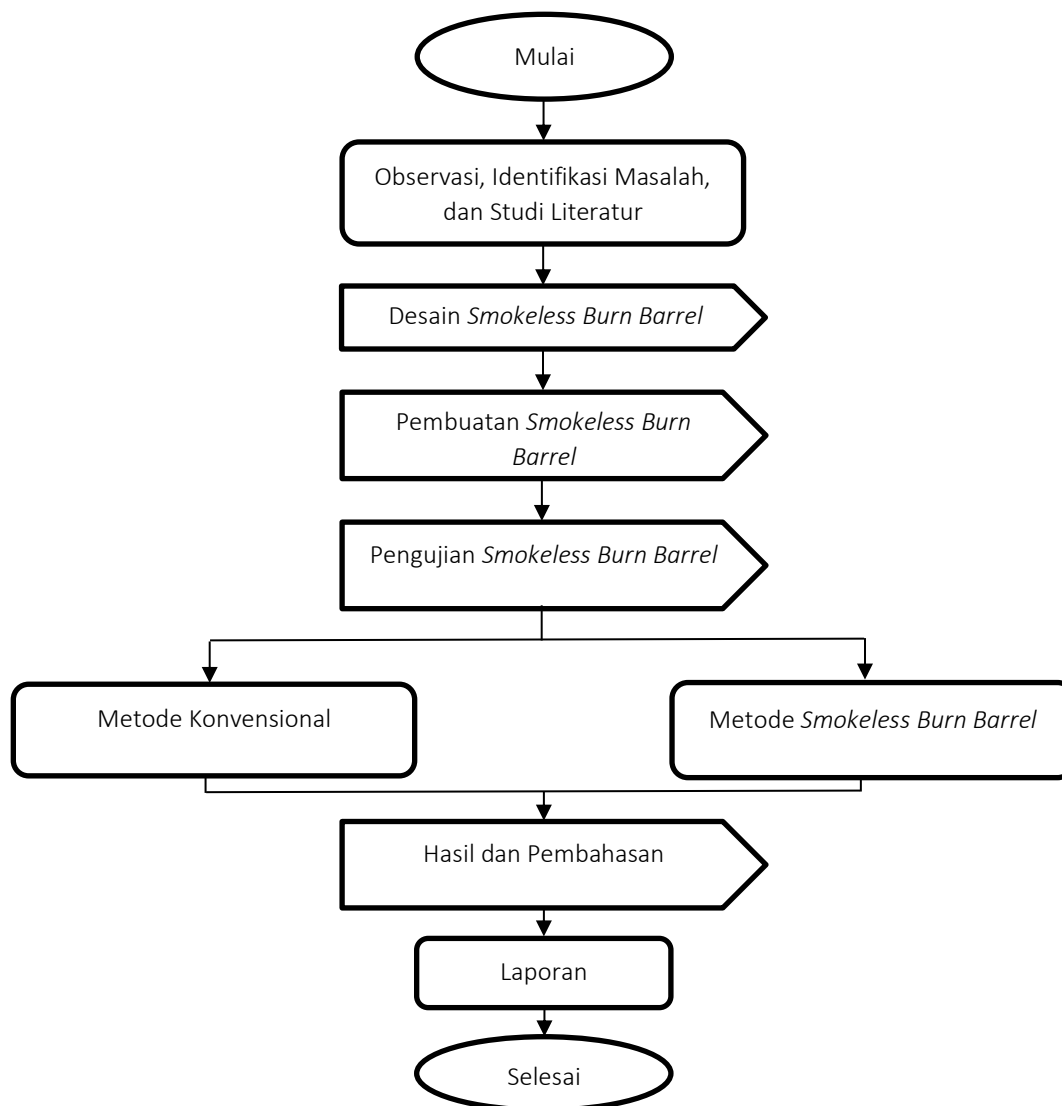 Mulai
Observasi, Identifikasi Masalah,
dan Studi Literatur
Desain Smokeless Burn Barrel
Pembuatan Smokeless Burn
Barrel
Pengujian Smokeless Burn Barrel
Metode Konvensional
Metode Smokeless Burn Barrel
Hasil dan Pembahasan
Laporan
Selesai